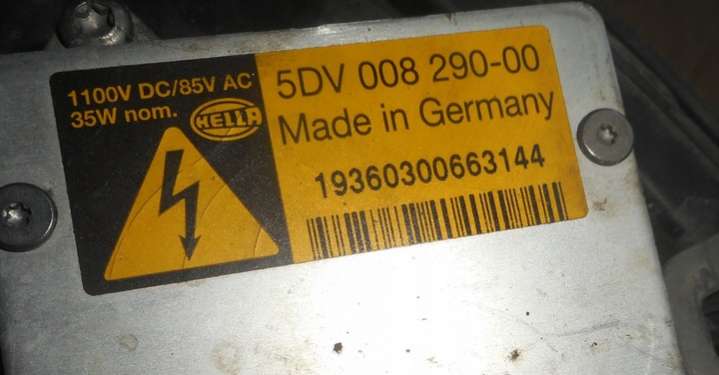 1100V DC/85V AC
35W nom.
HELLA
5DV 008 290-00
Made in Germany
19360300663144